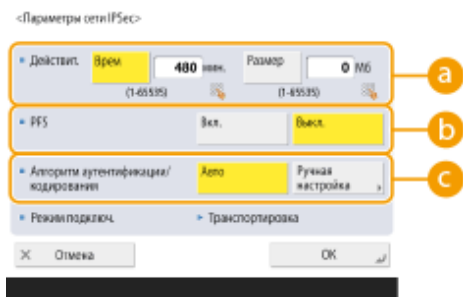 <Параметры сети IPSec>
Действит. Врем 480 мин. Размер 0 Мб
(1-65535) (1-65535)
a
PFS Вкл. Выкл.
b
Алгоритм аутентификации/ кодирования Авто Ручная настройка
c
Режим подключ. Транспортировка
Отмена OK